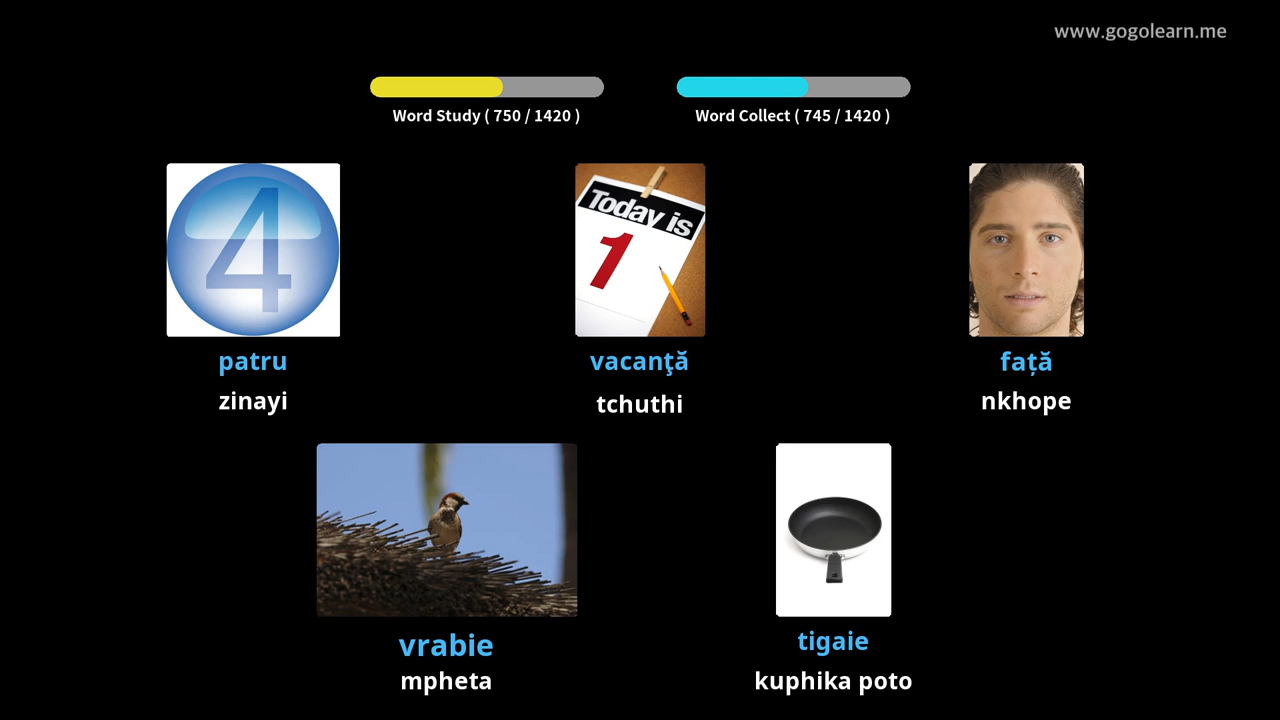 www.gogolearn.me
Word Study ( 750 / 1420 )
Word Collect ( 745 / 1420 )
4
Today is
1
patru
vacanţă
față
zinayi
tchuthi
nkhope
vrabie
tigaie
mpheta
kuphika poto